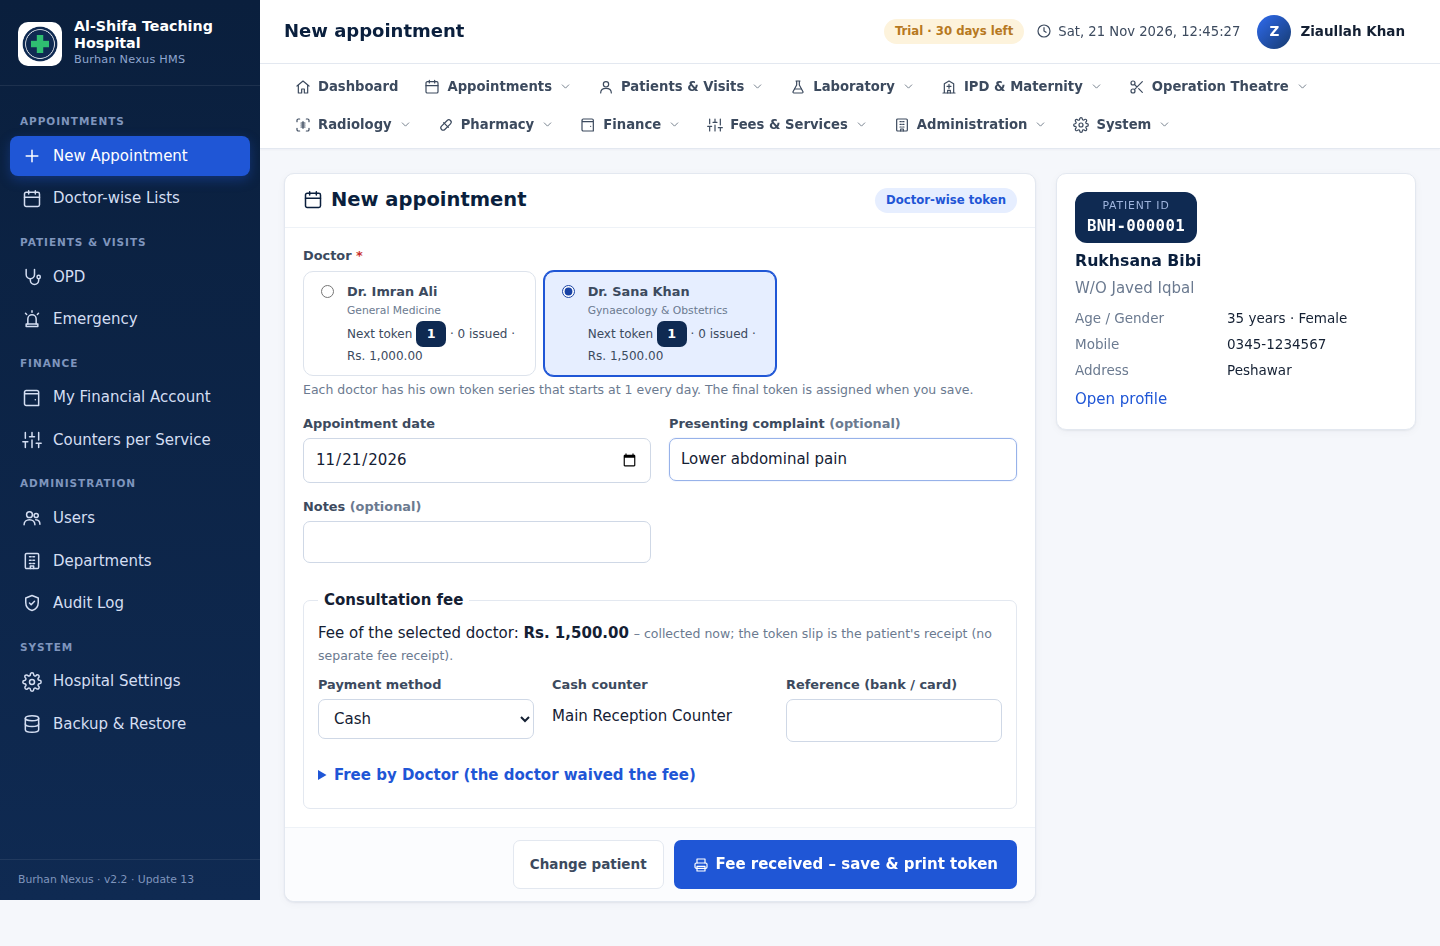 Al-Shifa Teaching
Hospital
Burhan Nexus HMS
APPOINTMENTS
New Appointment
Doctor-wise Lists
PATIENTS & VISITS
OPD
Emergency
FINANCE
My Financial Account
Counters per Service
ADMINISTRATION
Users
Departments
Audit Log
SYSTEM
Hospital Settings
Backup & Restore
Burhan Nexus · v2.2 · Update 13
New appointment
Trial · 30 days left
Sat, 21 Nov 2026, 12:45:27
Z
Ziaullah Khan
Dashboard
Appointments
Patients & Visits
Laboratory
IPD & Maternity
Operation Theatre
Radiology
Pharmacy
Finance
Fees & Services
Administration
System
New appointment
Doctor-wise token
Doctor *
Dr. Imran Ali
General Medicine
Next token 1 · 0 issued ·
Rs. 1,000.00
Dr. Sana Khan
Gynaecology & Obstetrics
Next token 1 · 0 issued ·
Rs. 1,500.00
Each doctor has his own token series that starts at 1 every day. The final token is assigned when you save.
Appointment date
11/21/2026
Presenting complaint (optional)
Lower abdominal pain
Notes (optional)
Consultation fee
Fee of the selected doctor: Rs. 1,500.00 – collected now; the token slip is the patient's receipt (no
separate fee receipt).
Payment method
Cash
Cash counter
Main Reception Counter
Reference (bank / card)
Free by Doctor (the doctor waived the fee)
Change patient
Fee received – save & print token
PATIENT ID
BNH-000001
Rukhsana Bibi
W/O Javed Iqbal
Age / Gender 35 years · Female
Mobile 0345-1234567
Address Peshawar
Open profile